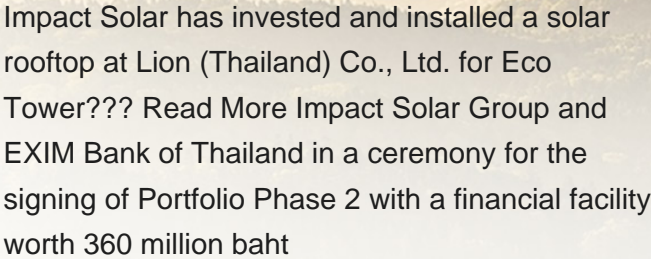 Impact Solar has invested and installed a solar
rooftop at Lion (Thailand) Co., Ltd. for Eco
Tower??? Read More Impact Solar Group and
EXIM Bank of Thailand in a ceremony for the
signing of Portfolio Phase 2 with a financial facility
worth 360 million baht